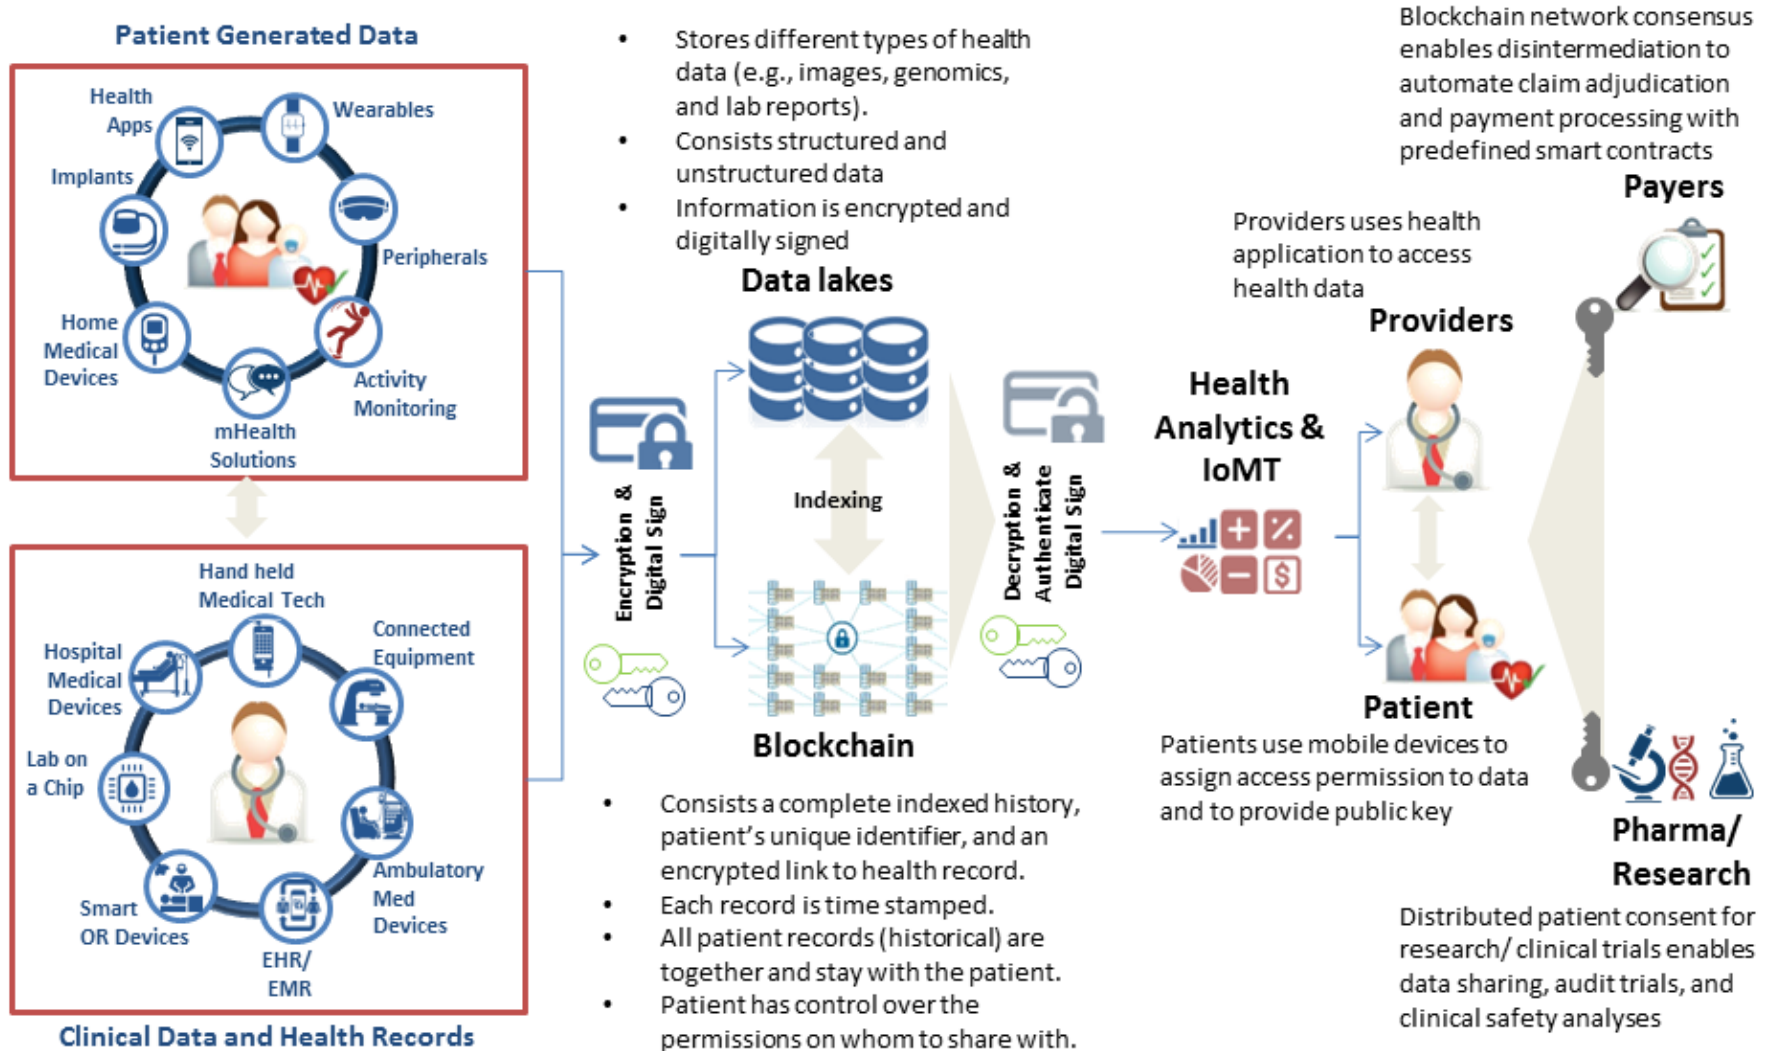 Patient Generated Data
Health
Apps
Wearables
Implants
Peripherals
Home
Medical
Devices
Activity
Monitoring
mHealth
Solutions
Hand held
Medical Tech
Connected
Equipment
Hospital
Medical
Devices
Lab on
a Chip
Ambulatory
Med
Devices
Smart
OR Devices
EHR/
EMR
Clinical Data and Health Records
Encryption &
Digital Sign
• Stores different types of health
data (e.g., images, genomics,
and lab reports).
• Consists structured and
unstructured data
• Information is encrypted and
digitally signed
Data lakes
Indexing
Blockchain
• Consists a complete indexed history,
patient's unique identifier, and an
encrypted link to health record.
• Each record is time stamped.
• All patient records (historical) are
together and stay with the patient.
• Patient has control over the
permissions on whom to share with.
Decryption &
Authenticate
Digital Sign
Health
Analytics &
IoMT
Providers uses health
application to access
health data
Providers
Patient
Patients use mobile devices to
assign access permission to data
and to provide public key
Blockchain network consensus
enables disintermediation to
automate claim adjudication
and payment processing with
predefined smart contracts
Payers
Pharma/
Research
Distributed patient consent for
research/ clinical trials enables
data sharing, audit trials, and
clinical safety analyses